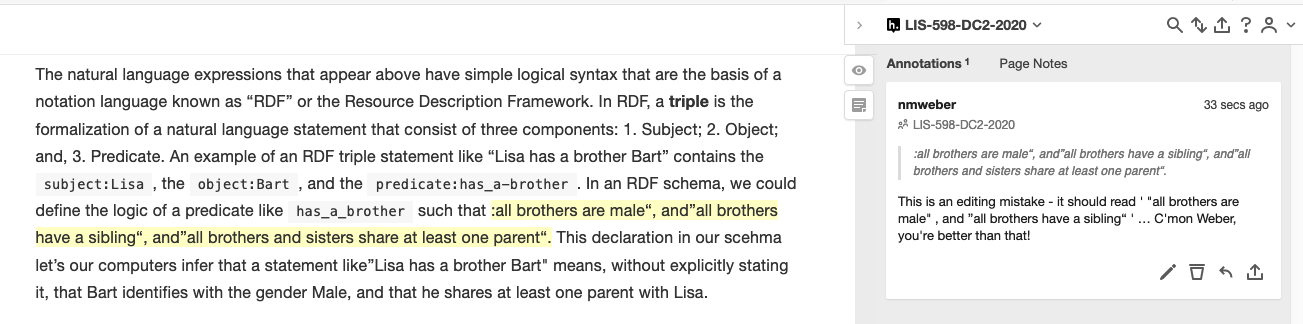 LIS-598-DC2-2020
Annotations 1
Page Notes
The natural language expressions that appear above have simple logical syntax that are the basis of a
notation language known as “RDF” or the Resource Description Framework. In RDF, a triple is the
formalization of a natural language statement that consist of three components: 1. Subject; 2. Object;
and, 3. Predicate. An example of an RDF triple statement like “Lisa has a brother Bart” contains the
subject:Lisa , the object:Bart , and the predicate:has_a-brother . In an RDF schema, we could
define the logic of a predicate like has_a_brother such that :all brothers are male“, and”all brothers
have a sibling“, and”all brothers and sisters share at least one parent“. This declaration in our scehma
let’s our computers infer that a statement like”Lisa has a brother Bart" means, without explicitly stating
it, that Bart identifies with the gender Male, and that he shares at least one parent with Lisa.
nmweber
33 secs ago
LIS-598-DC2-2020
:all brothers are male“, and”all brothers have a sibling“, and”all
brothers and sisters share at least one parent“.
This is an editing mistake - it should read ' "all brothers are
male" , and ”all brothers have a sibling“ ' ... C'mon Weber,
you're better than that!